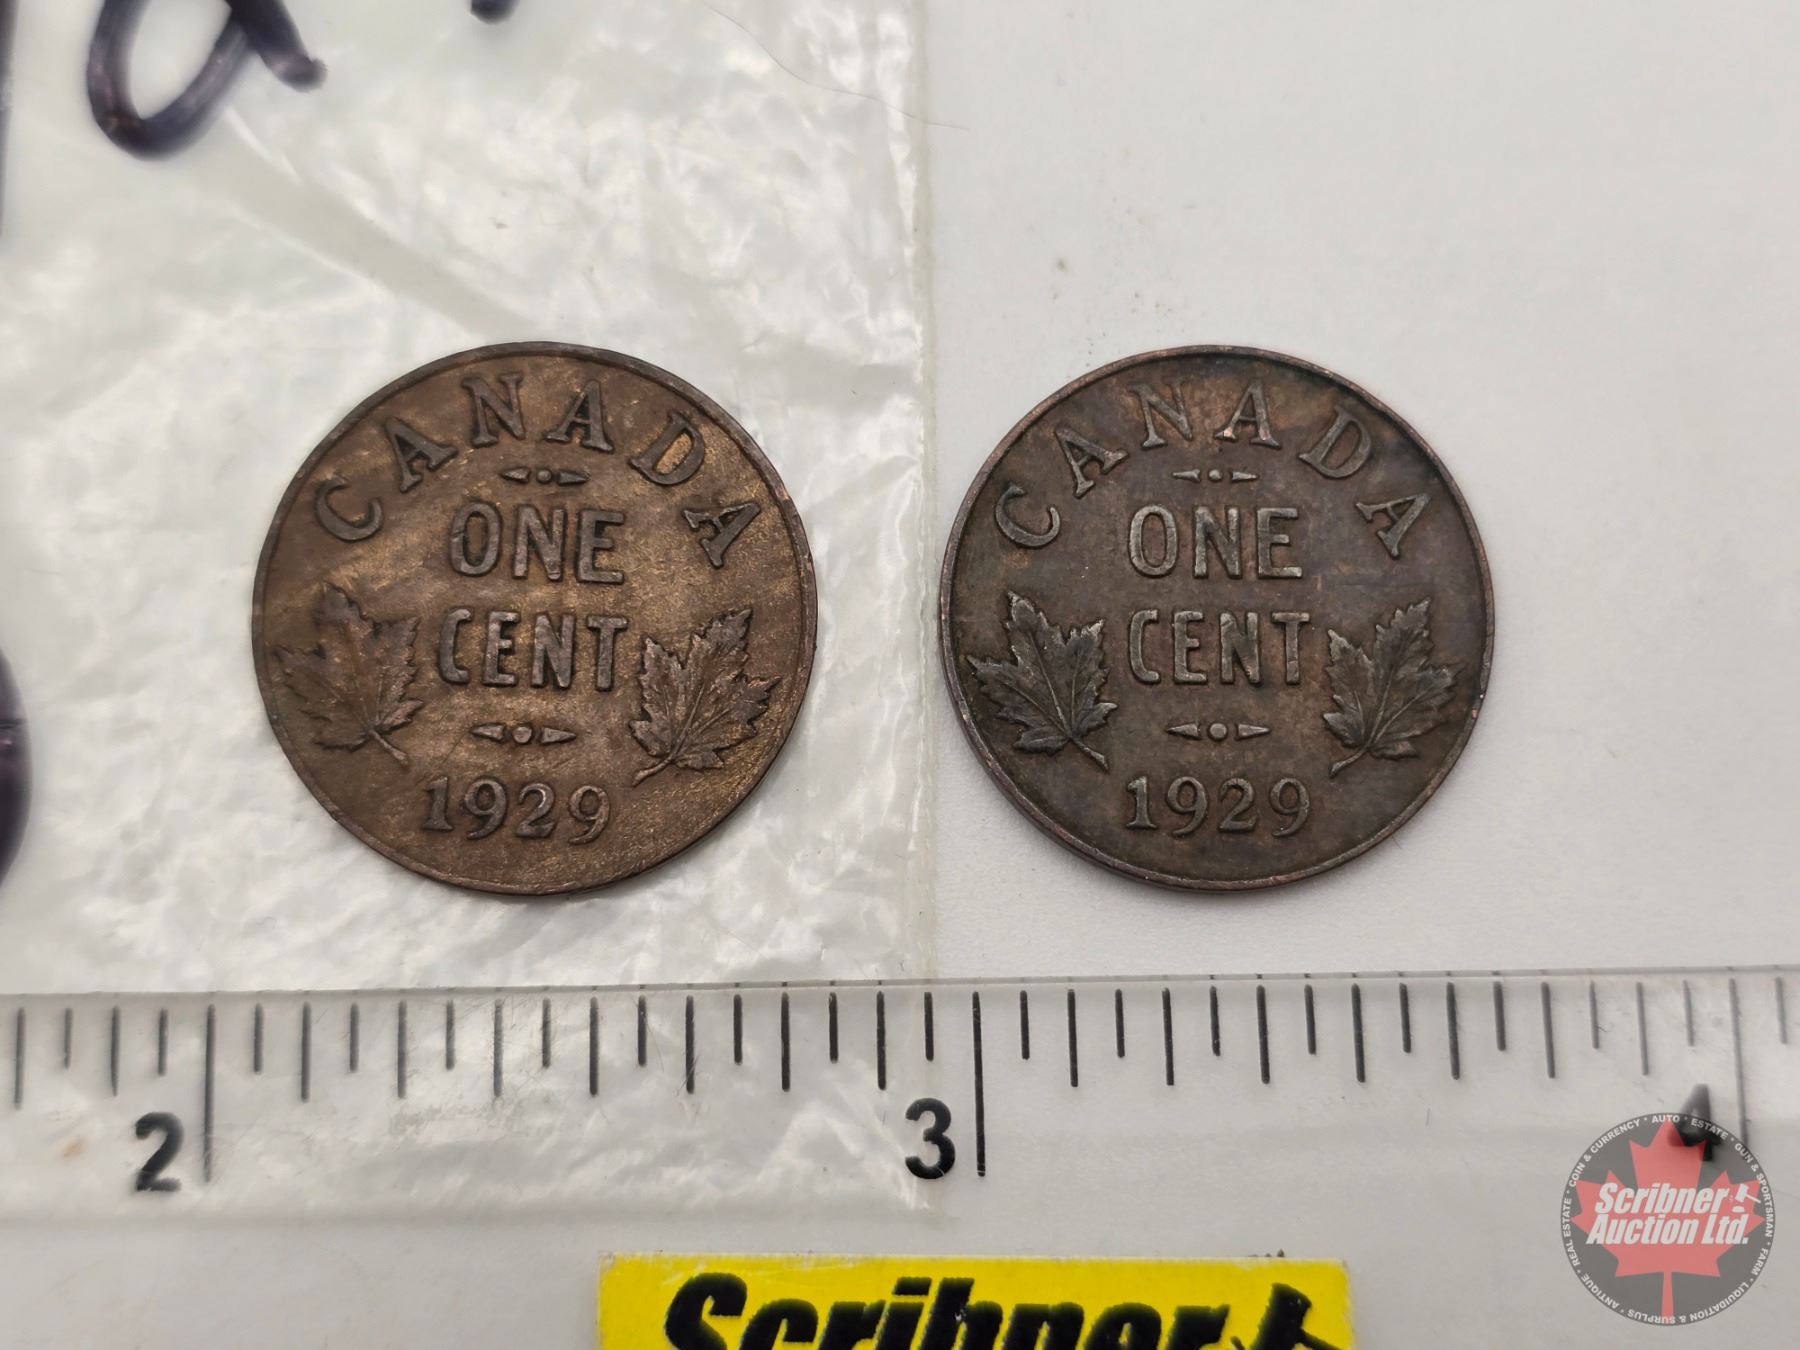 CANADA
ONE
CENT
1929
CANADA
ONE
CENT
1929
2
3
4
Scribner
Auction Ltd.
REAL ESTATE • COIN & CURRENCY • AUTO • ESTATE • GUN & SPORTSMAN • FARM • LIQUIDATION & SURPLUS • ANTIQUE •
Scribner